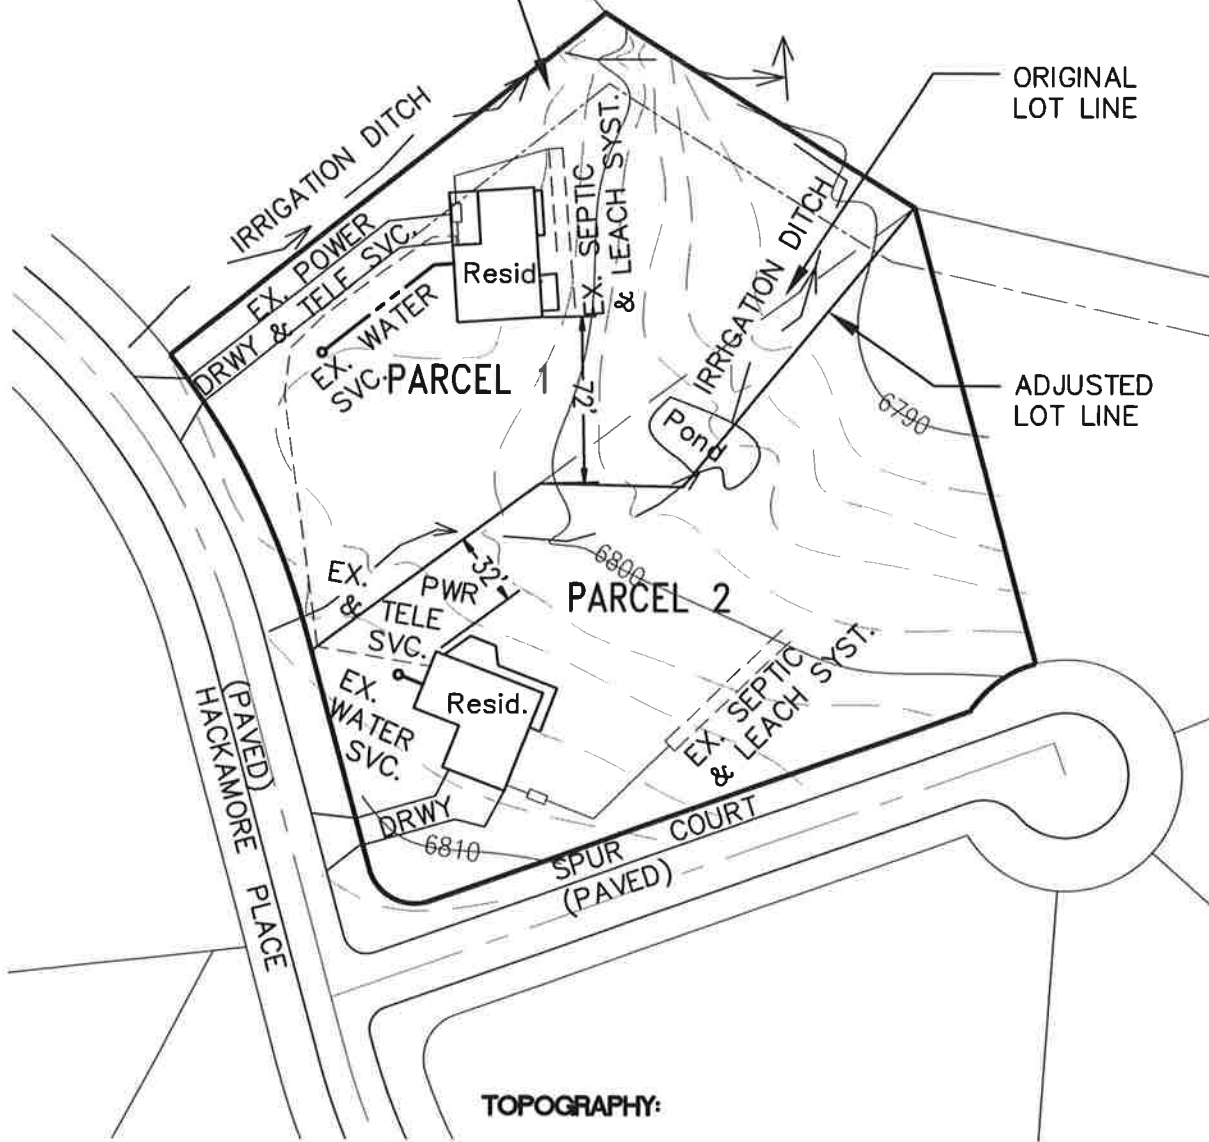 ORIGINAL
LOT LINE
IRRIGATION DITCH
EX. SEPTIC
& LEACH SYST.
IRRIGATION DITCH
EX. POWER
DRWY & TELE SVC.
Resid
EX. WATER
SVC.
PARCEL 1
72'
ADJUSTED
LOT LINE
6790
Pond
6800
EX. PWR
& TELE
SVC.
32'
PARCEL 2
EX.
WATER
SVC.
Resid.
EX. SEPTIC
& LEACH SYST.
DRWY
6810
SPUR COURT
(PAVED)
(PAVED)
HACKAMORE PLACE
TOPOGRAPHY: